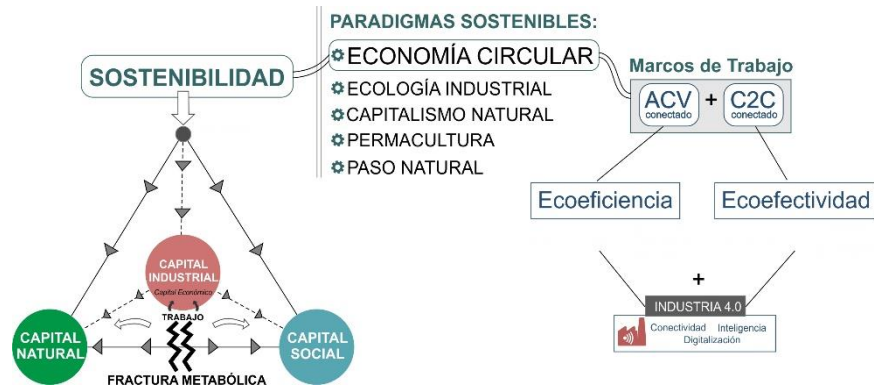 PARADIGMAS SOSTENIBLES:
SOSTENIBILIDAD
ECONOMÍA CIRCULAR
ECOLOGÍA INDUSTRIAL
CAPITALISMO NATURAL
PERMACULTURA
PASO NATURAL
Marcos de Trabajo
ACV + C2C
conectado conectado
Ecoeficiencia
Ecoefectividad
+
INDUSTRIA 4.0
Conectividad Inteligencia
Digitalización
CAPITAL
INDUSTRIAL
Capital Económico
TRABAJO
CAPITAL
NATURAL
CAPITAL
SOCIAL
FRACTURA METABÓLICA